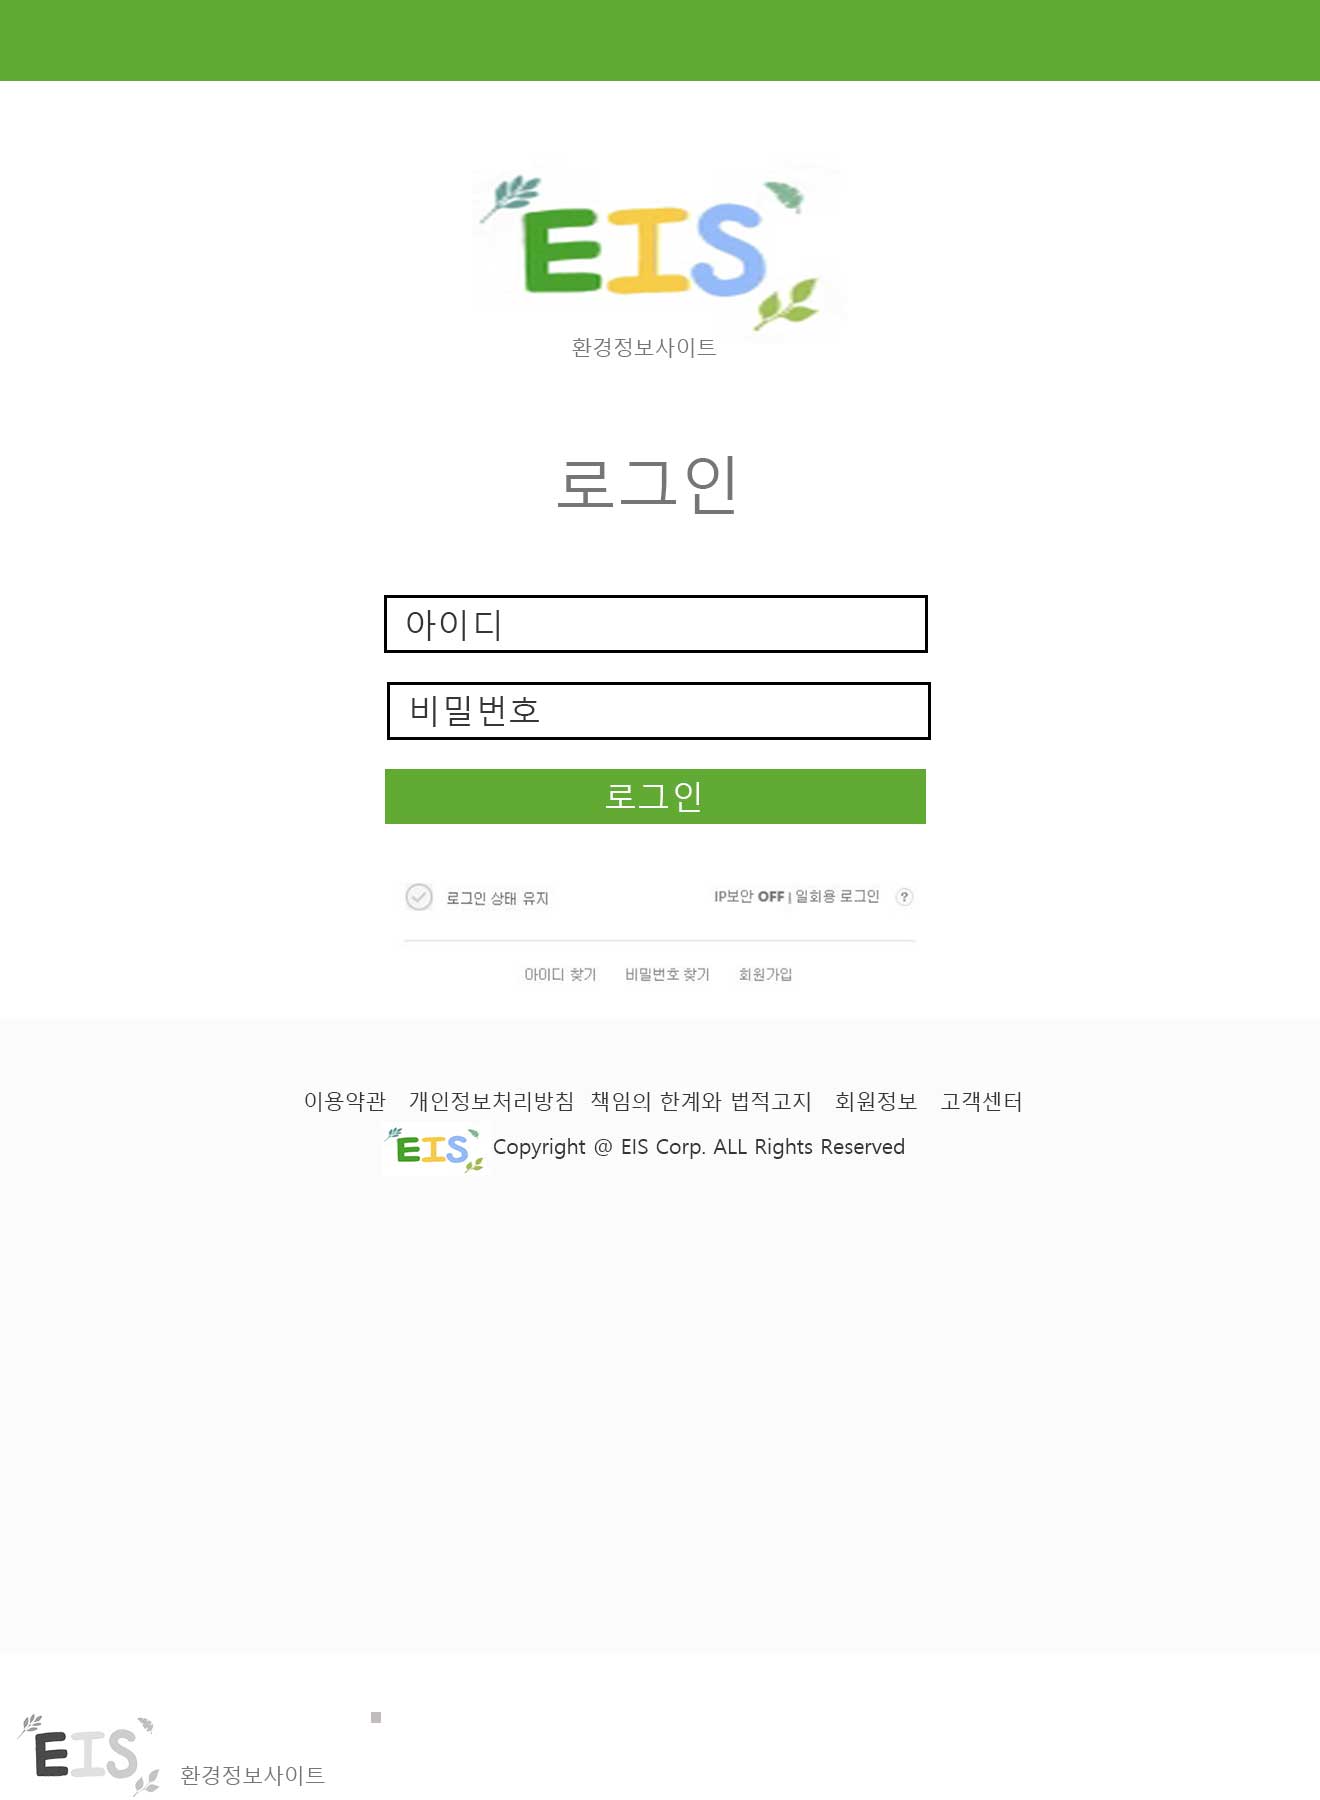 EIS
환경정보사이트
로그인
아이디
비밀번호
로그인
로그인 상태 유지 IP보안 OFF | 일회용 로그인 ?
아이디 찾기 비밀번호 찾기 회원가입
이용약관 개인정보처리방침 책임의 한계와 법적고지 회원정보 고객센터
EIS Copyright @ EIS Corp. ALL Rights Reserved
EIS 환경정보사이트